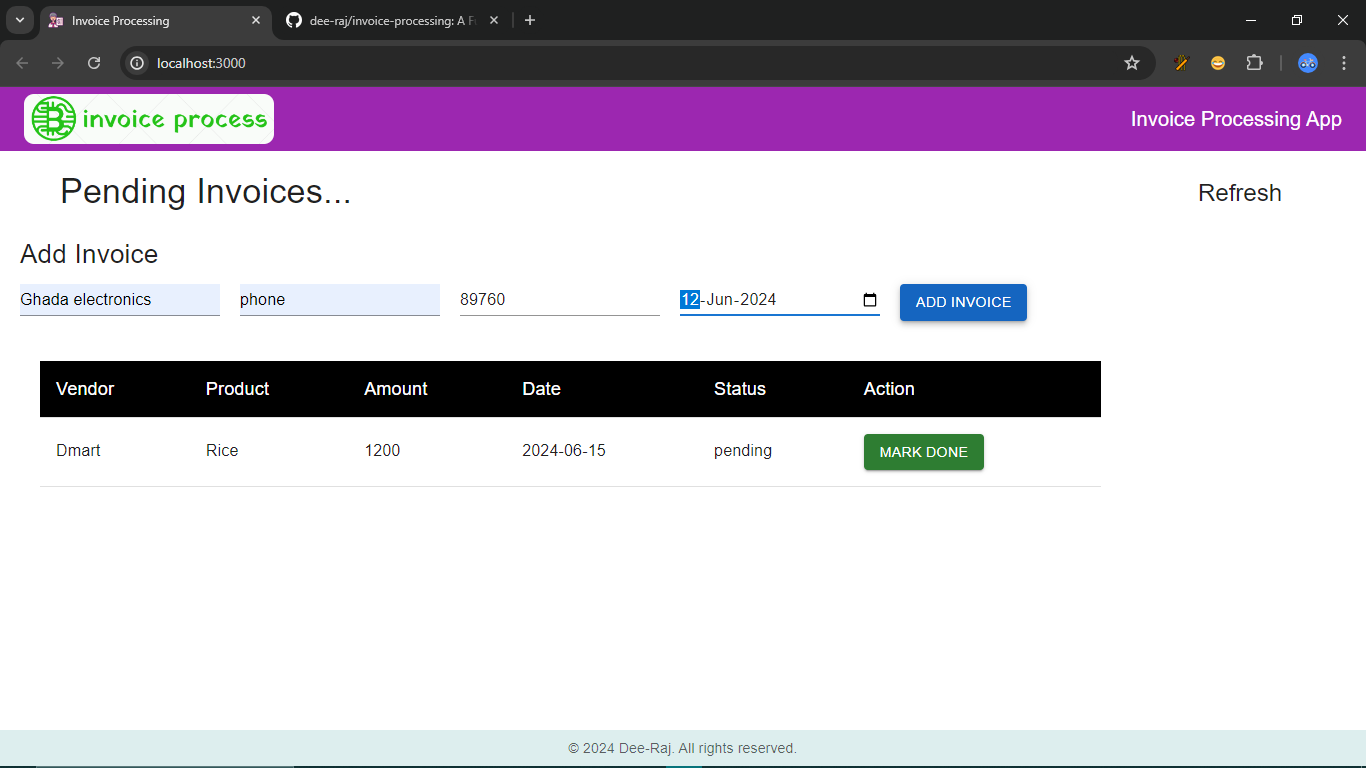 Invoice Processing
dee-raj/invoice-processing: A Fu
localhost:3000
invoice process
Invoice Processing App
Pending Invoices...
Refresh
Add Invoice
Ghada electronics phone 89760 12-Jun-2024 ADD INVOICE
Vendor Product Amount Date Status Action
Dmart Rice 1200 2024-06-15 pending MARK DONE
© 2024 Dee-Raj. All rights reserved.